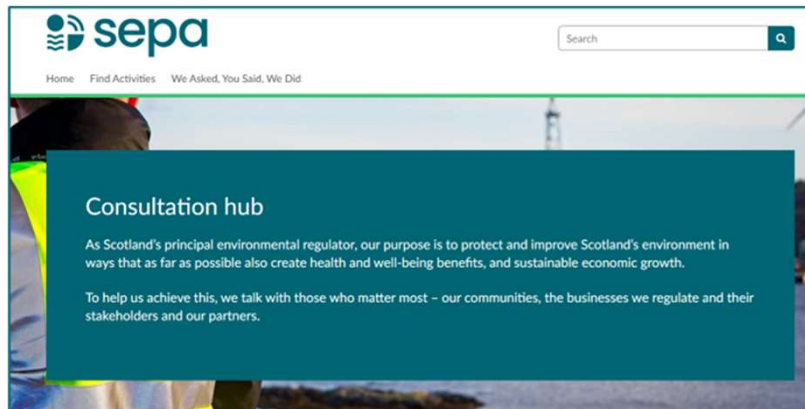 sepa
Search
Home Find Activities We Asked, You Said, We Did
Consultation hub
As Scotland's principal environmental regulator, our purpose is to protect and improve Scotland's environment in
ways that as far as possible also create health and well-being benefits, and sustainable economic growth.
To help us achieve this, we talk with those who matter most – our communities, the businesses we regulate and their
stakeholders and our partners.